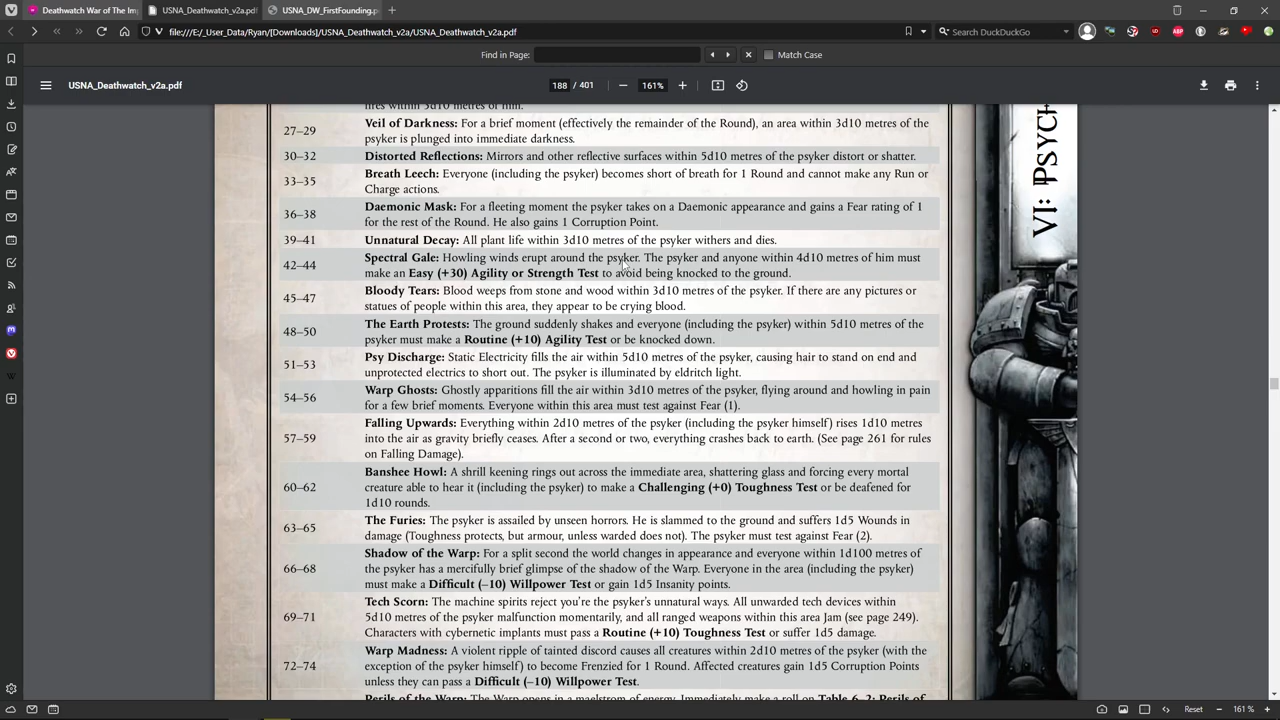 Deathwatch War of The Im
USNA_Deathwatch_v2a.pdf
USNA_DW_FirstFounding.p
file:///E:/_User_Data/Ryan/[Downloads]/USNA_Deathwatch_v2a/USNA_Deathwatch_v2a.pdf
Search DuckDuckGo
Find in Page:
Match Case
USNA_Deathwatch_v2a.pdf
188 / 401
161%
fires within 3d10 metres of him.
27–29
Veil of Darkness: For a brief moment (effectively the remainder of the Round), an area within 3d10 metres of the
psyker is plunged into immediate darkness.
30–32
Distorted Reflections: Mirrors and other reflective surfaces within 5d10 metres of the psyker distort or shatter.
33–35
Breath Leech: Everyone (including the psyker) becomes short of breath for 1 Round and cannot make any Run or
Charge actions.
36–38
Daemonic Mask: For a fleeting moment the psyker takes on a Daemonic appearance and gains a Fear rating of 1
for the rest of the Round. He also gains 1 Corruption Point.
39–41
Unnatural Decay: All plant life within 3d10 metres of the psyker withers and dies.
42–44
Spectral Gale: Howling winds erupt around the psyker. The psyker and anyone within 4d10 metres of him must
make an Easy (+30) Agility or Strength Test to avoid being knocked to the ground.
45–47
Bloody Tears: Blood weeps from stone and wood within 3d10 metres of the psyker. If there are any pictures or
statues of people within this area, they appear to be crying blood.
48–50
The Earth Protests: The ground suddenly shakes and everyone (including the psyker) within 5d10 metres of the
psyker must make a Routine (+10) Agility Test or be knocked down.
51–53
Psy Discharge: Static Electricity fills the air within 5d10 metres of the psyker, causing hair to stand on end and
unprotected electrics to short out. The psyker is illuminated by eldritch light.
54–56
Warp Ghosts: Ghostly apparitions fill the air within 3d10 metres of the psyker, flying around and howling in pain
for a few brief moments. Everyone within this area must test against Fear (1).
57–59
Falling Upwards: Everything within 2d10 metres of the psyker (including the psyker himself) rises 1d10 metres
into the air as gravity briefly ceases. After a second or two, everything crashes back to earth. (See page 261 for rules
on Falling Damage).
60–62
Banshee Howl: A shrill keening rings out across the immediate area, shattering glass and forcing every mortal
creature able to hear it (including the psyker) to make a Challenging (+0) Toughness Test or be deafened for
1d10 rounds.
63–65
The Furies: The psyker is assailed by unseen horrors. He is slammed to the ground and suffers 1d5 Wounds in
damage (Toughness protects, but armour, unless warded does not). The psyker must test against Fear (2).
66–68
Shadow of the Warp: For a split second the world changes in appearance and everyone within 1d100 metres of
the psyker has a mercifully brief glimpse of the shadow of the Warp. Everyone in the area (including the psyker)
must make a Difficult (–10) Willpower Test or gain 1d5 Insanity points.
69–71
Tech Scorn: The machine spirits reject you're the psyker's unnatural ways. All unwarded tech devices within
5d10 metres of the psyker malfunction momentarily, and all ranged weapons within this area Jam (see page 249).
Characters with cybernetic implants must pass a Routine (+10) Toughness Test or suffer 1d5 damage.
72–74
Warp Madness: A violent ripple of tainted discord causes all creatures within 2d10 metres of the psyker (with the
exception of the psyker himself) to become Frenzied for 1 Round. Affected creatures gain 1d5 Corruption Points
unless they can pass a Difficult (–10) Willpower Test.
Perils of the Warp: The Warp opens in a maelstrom of energy. Immediately make a roll on Table 6–2: Perils of
VI: PSYCH
Reset
161 %